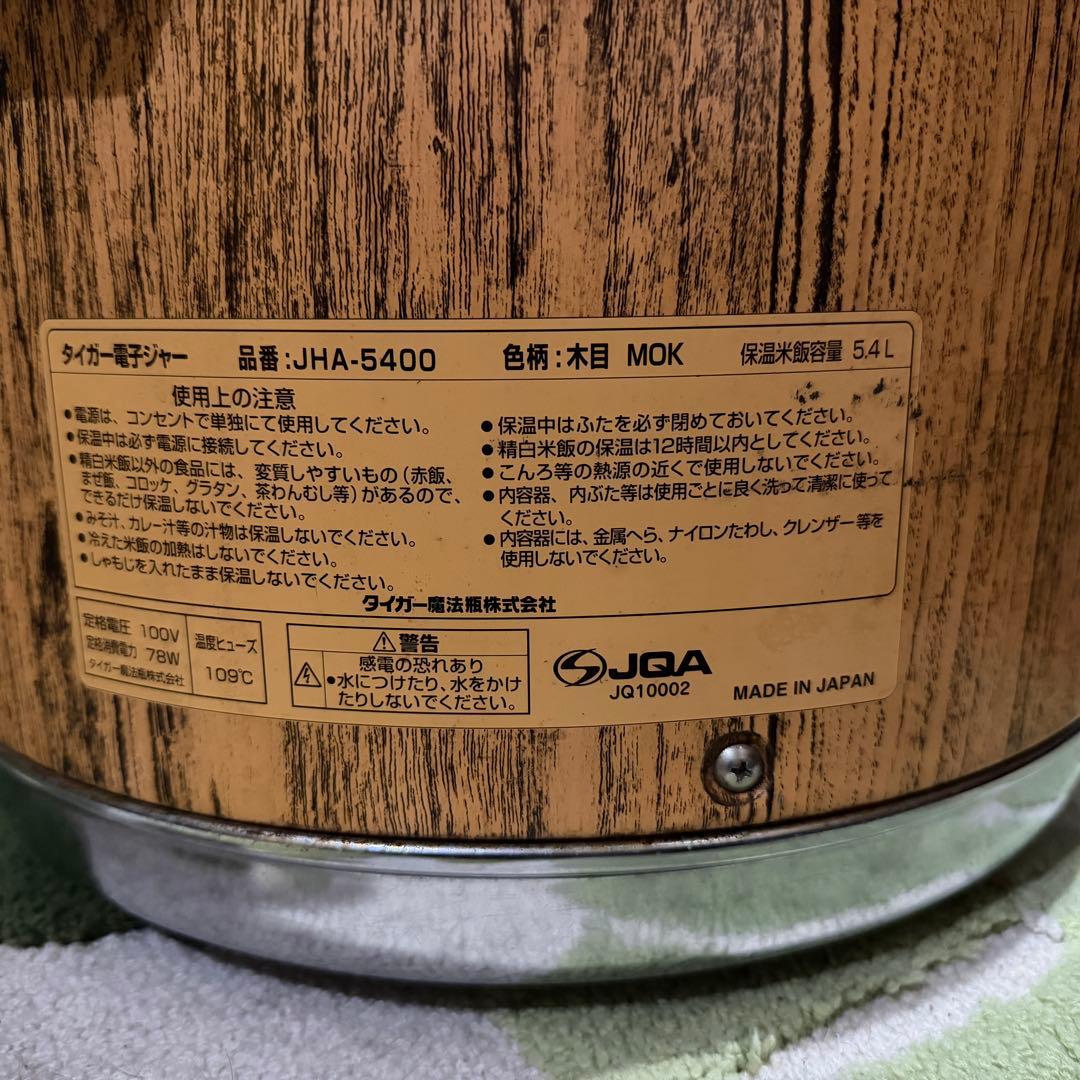 タイガー電子ジャー 品番:JHA-5400 色柄:木目 MOK 保温米飯容量 5.4L
使用上の注意
●電源は、コンセントで単独にて使用してください。
●保温中は必ず電源に接続してください。
●精白米飯以外の食品には、変質しやすいもの(赤飯、
まぜ飯、コロッケ、グラタン、茶わんむし等)があるので、
できるだけ保温しないでください。
●みそ汁、カレー汁等の汁物は保温しないでください。
●冷えた米飯の加熱はしないでください。
●しゃもじを入れたまま保温しないでください。
●保温中はふたを必ず閉めておいてください。
●精白米飯の保温は12時間以内としてください。
●こんろ等の熱源の近くで使用しないでください。
●内容器、内ぶた等は使用ごとに良く洗って清潔に使って
ください。
●内容器には、金属へら、ナイロンたわし、クレンザー等を
使用しないでください。
タイガー魔法瓶株式会社
定格電圧 100V
定格消費電力 78W
タイガー魔法瓶株式会社
温度ヒューズ
109℃
警告
感電の恐れあり
●水につけたり、水をかけ
たりしないでください。
JQA
JQ10002
MADE IN JAPAN